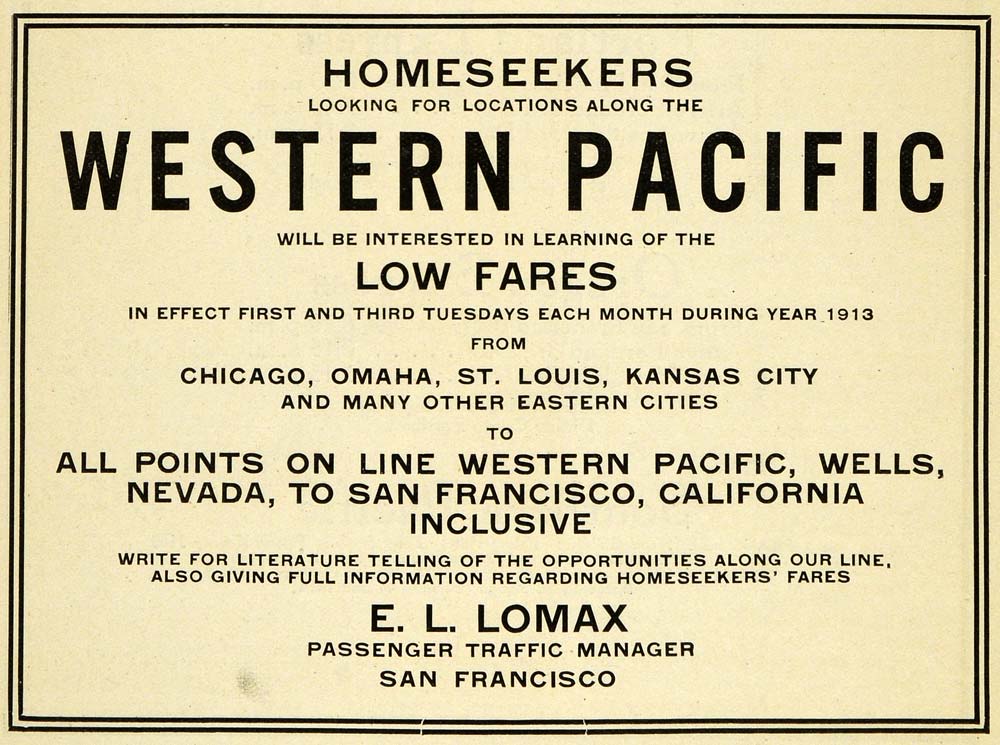 HOMESEEKERS
LOOKING FOR LOCATIONS ALONG THE
WESTERN PACIFIC
WILL BE INTERESTED IN LEARNING OF THE
LOW FARES
IN EFFECT FIRST AND THIRD TUESDAYS EACH MONTH DURING YEAR 1913
FROM
CHICAGO, OMAHA, ST. LOUIS, KANSAS CITY
AND MANY OTHER EASTERN CITIES
TO
ALL POINTS ON LINE WESTERN PACIFIC, WELLS,
NEVADA, TO SAN FRANCISCO, CALIFORNIA
INCLUSIVE
WRITE FOR LITERATURE TELLING OF THE OPPORTUNITIES ALONG OUR LINE,
ALSO GIVING FULL INFORMATION REGARDING HOMESEEKERS' FARES
E. L. LOMAX
PASSENGER TRAFFIC MANAGER
SAN FRANCISCO